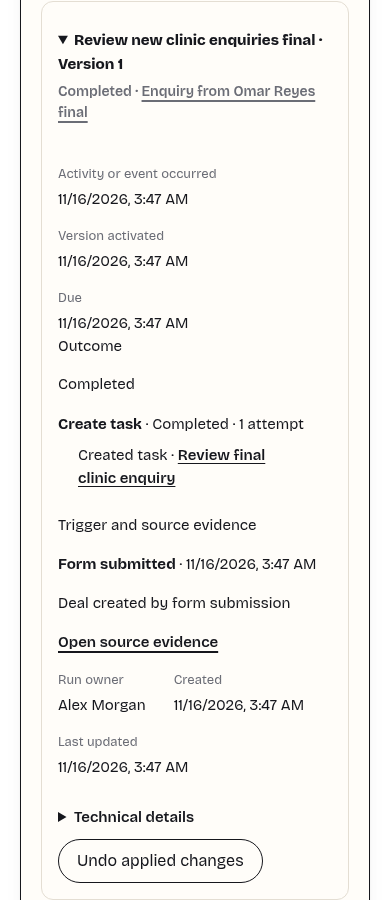 ▼ Review new clinic enquiries final ·
Version 1
Completed · Enquiry from Omar Reyes
final
Activity or event occurred
11/16/2026, 3:47 AM
Version activated
11/16/2026, 3:47 AM
Due
11/16/2026, 3:47 AM
Outcome
Completed
Create task · Completed · 1 attempt
Created task · Review final
clinic enquiry
Trigger and source evidence
Form submitted · 11/16/2026, 3:47 AM
Deal created by form submission
Open source evidence
Run owner Created
Alex Morgan 11/16/2026, 3:47 AM
Last updated
11/16/2026, 3:47 AM
▶ Technical details
Undo applied changes